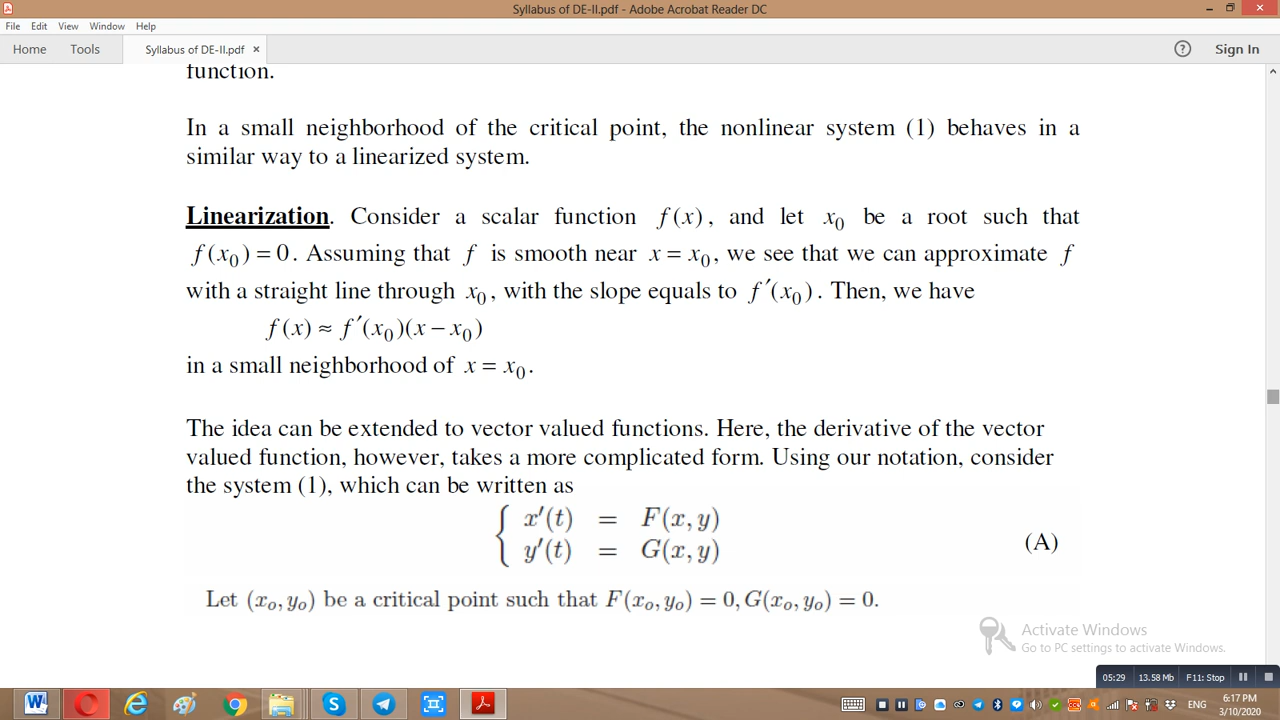 Syllabus of DE-II.pdf - Adobe Acrobat Reader DC
File Edit View Window Help
Home Tools Syllabus of DE-II.pdf × ? Sign In
function.
In a small neighborhood of the critical point, the nonlinear system (1) behaves in a
similar way to a linearized system.
Linearization. Consider a scalar function f(x), and let x₀ be a root such that
f(x₀) = 0. Assuming that f is smooth near x = x₀, we see that we can approximate f
with a straight line through x₀, with the slope equals to f′(x₀). Then, we have
f(x) ≈ f′(x₀)(x − x₀)
in a small neighborhood of x = x₀.
The idea can be extended to vector valued functions. Here, the derivative of the vector
valued function, however, takes a more complicated form. Using our notation, consider
the system (1), which can be written as
x′(t) = F(x, y)
y′(t) = G(x, y)
(A)
Let (xₒ, yₒ) be a critical point such that F(xₒ, yₒ) = 0, G(xₒ, yₒ) = 0.
Activate Windows
Go to PC settings to activate Windows.
05:29 13.58 Mb F11: Stop
ENG 6:17 PM
3/10/2020